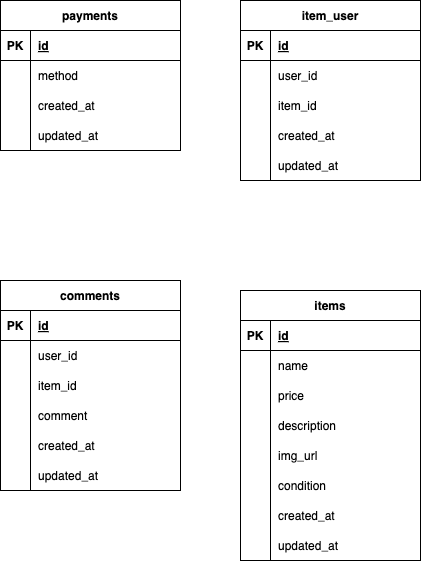 payments
PK id
method
created_at
updated_at
item_user
PK id
user_id
item_id
created_at
updated_at
comments
PK id
user_id
item_id
comment
created_at
updated_at
items
PK id
name
price
description
img_url
condition
created_at
updated_at